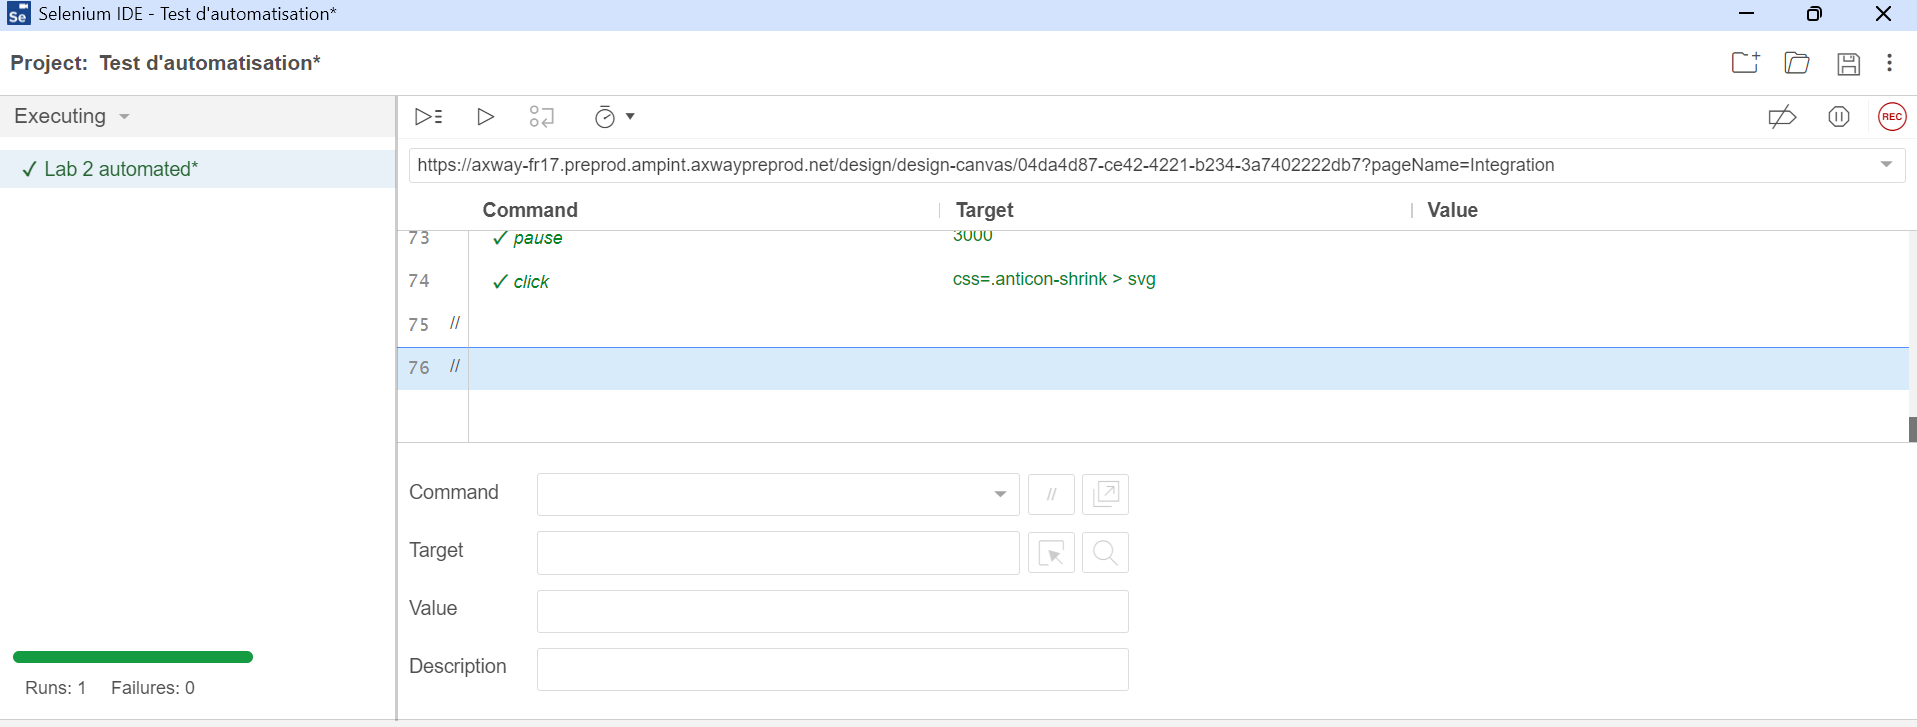 Se Selenium IDE - Test d'automatisation*
Project: Test d'automatisation*
Executing
REC
✓ Lab 2 automated*
https://axway-fr17.preprod.ampint.axwaypreprod.net/design/design-canvas/04da4d87-ce42-4221-b234-3a7402222db7?pageName=Integration
Command Target Value
73 ✓ pause 3000
74 ✓ click css=.anticon-shrink > svg
75 //
76 //
Command //
Target
Value
Description
Runs: 1 Failures: 0